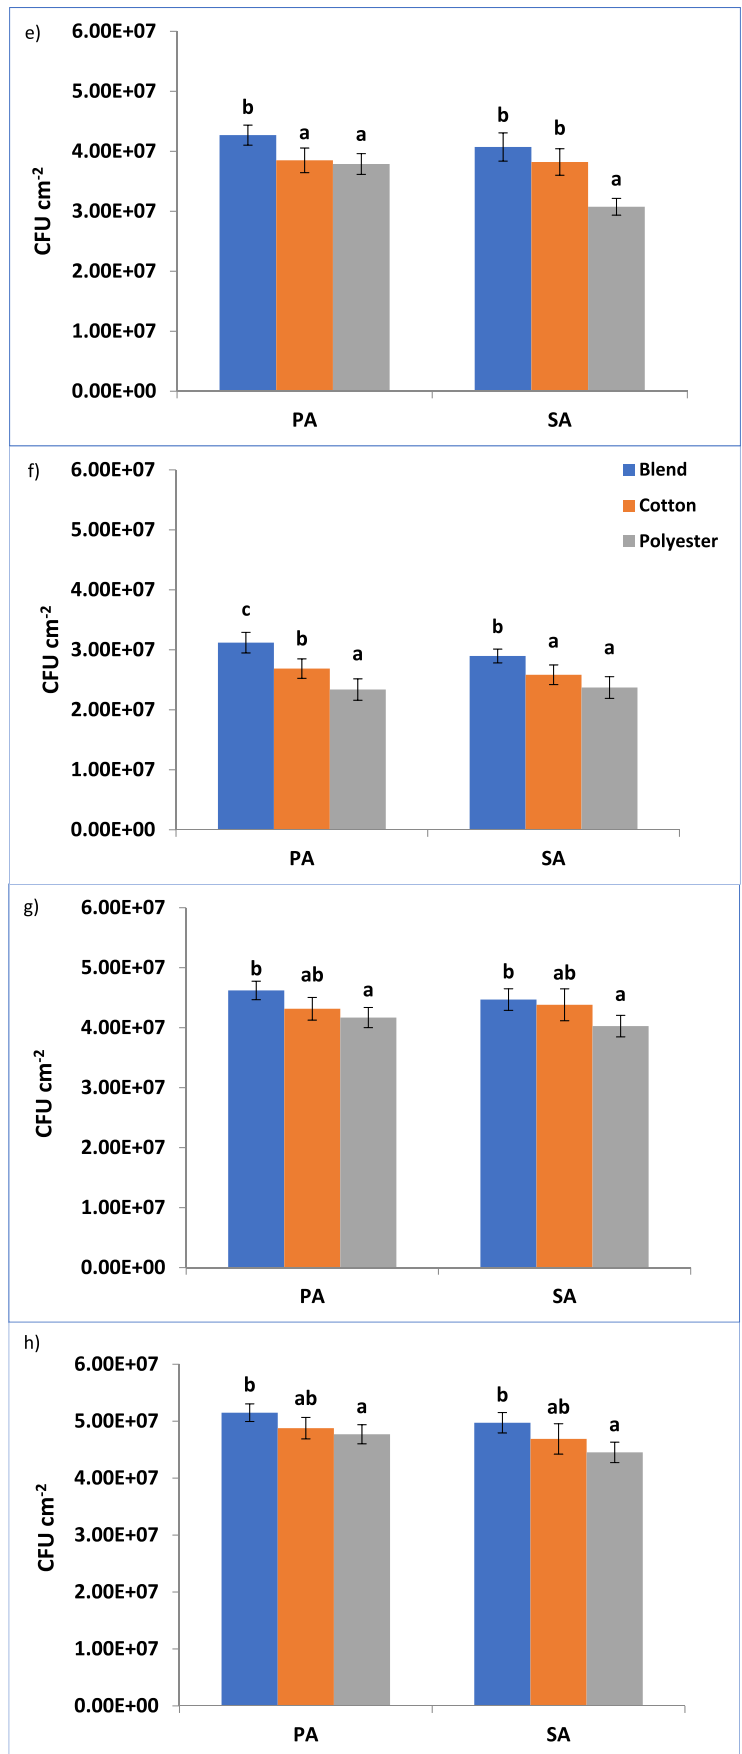 e)
6.00E+07
5.00E+07
4.00E+07
3.00E+07
2.00E+07
1.00E+07
0.00E+00
CFU cm-2
b a a b b a
PA SA
f)
6.00E+07
5.00E+07
4.00E+07
3.00E+07
2.00E+07
1.00E+07
0.00E+00
CFU cm-2
Blend
Cotton
Polyester
c b a b a a
PA SA
g)
6.00E+07
5.00E+07
4.00E+07
3.00E+07
2.00E+07
1.00E+07
0.00E+00
CFU cm-2
b ab a b ab a
PA SA
h)
6.00E+07
5.00E+07
4.00E+07
3.00E+07
2.00E+07
1.00E+07
0.00E+00
CFU cm-2
b ab a b ab a
PA SA